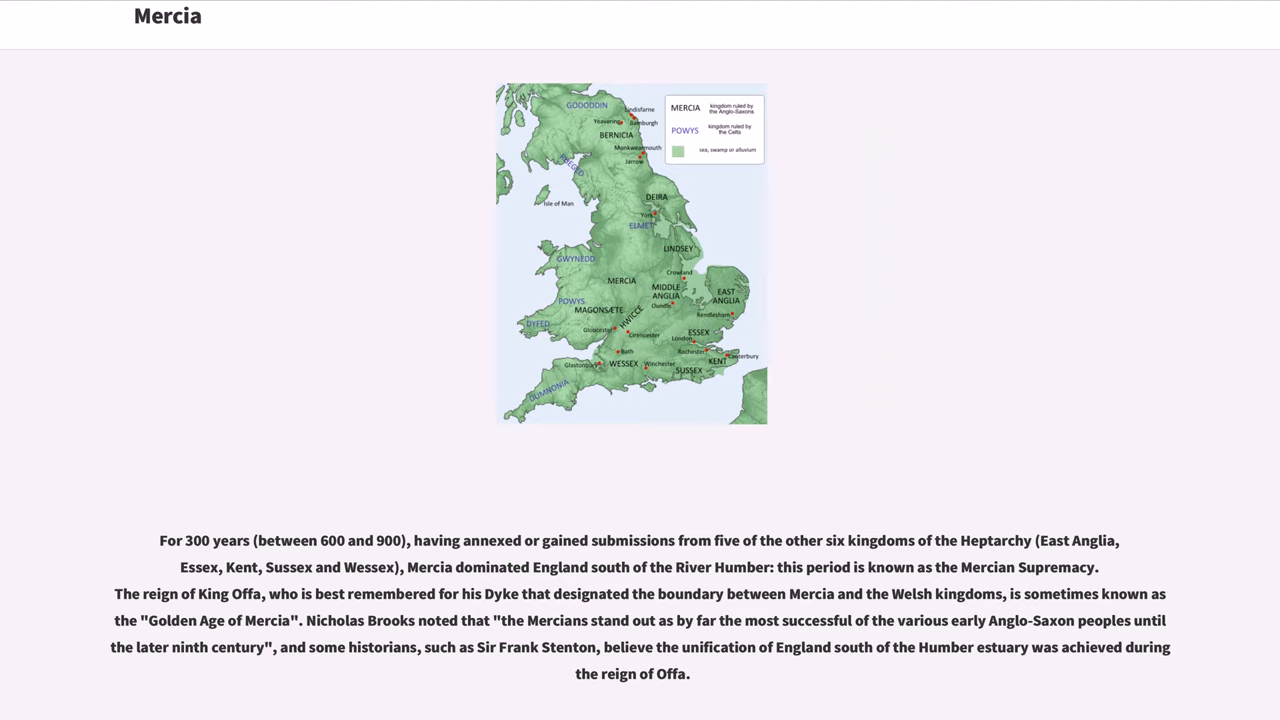 Mercia
GODODDIN
Lindisfarne
Yeavering
Bamburgh
BERNICIA
MERCIA
kingdom ruled by
the Anglo-Saxons
POWYS
kingdom ruled by
the Celts
sea, swamp or alluvium
Monkwearmouth
Jarrow
RHEGED
Isle of Man
DEIRA
York
ELMET
LINDSEY
GWYNEDD
Crowland
MERCIA
MIDDLE
ANGLIA
EAST
ANGLIA
POWYS
Oundle
MAGONSÆTE
HWICCE
Rendlesham
DYFED
Gloucester
Cirencester
ESSEX
London
Bath
Rochester
Canterbury
Glastonbury
WESSEX
Winchester
KENT
SUSSEX
DUMNONIA
For 300 years (between 600 and 900), having annexed or gained submissions from five of the other six kingdoms of the Heptarchy (East Anglia,
Essex, Kent, Sussex and Wessex), Mercia dominated England south of the River Humber: this period is known as the Mercian Supremacy.
The reign of King Offa, who is best remembered for his Dyke that designated the boundary between Mercia and the Welsh kingdoms, is sometimes known as
the "Golden Age of Mercia". Nicholas Brooks noted that "the Mercians stand out as by far the most successful of the various early Anglo-Saxon peoples until
the later ninth century", and some historians, such as Sir Frank Stenton, believe the unification of England south of the Humber estuary was achieved during
the reign of Offa.